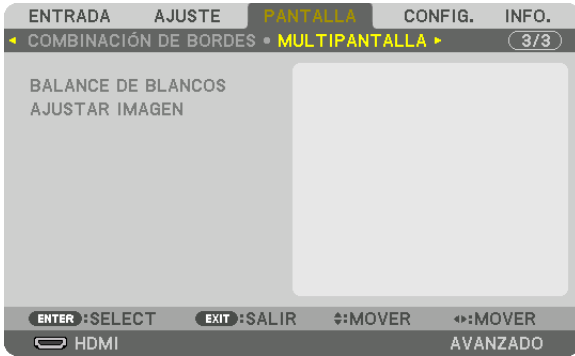 ENTRADA AJUSTE PANTALLA CONFIG. INFO.
COMBINACIÓN DE BORDES • MULTIPANTALLA 3/3
BALANCE DE BLANCOS
AJUSTAR IMAGEN
ENTER :SELECT EXIT :SALIR :MOVER :MOVER
HDMI AVANZADO